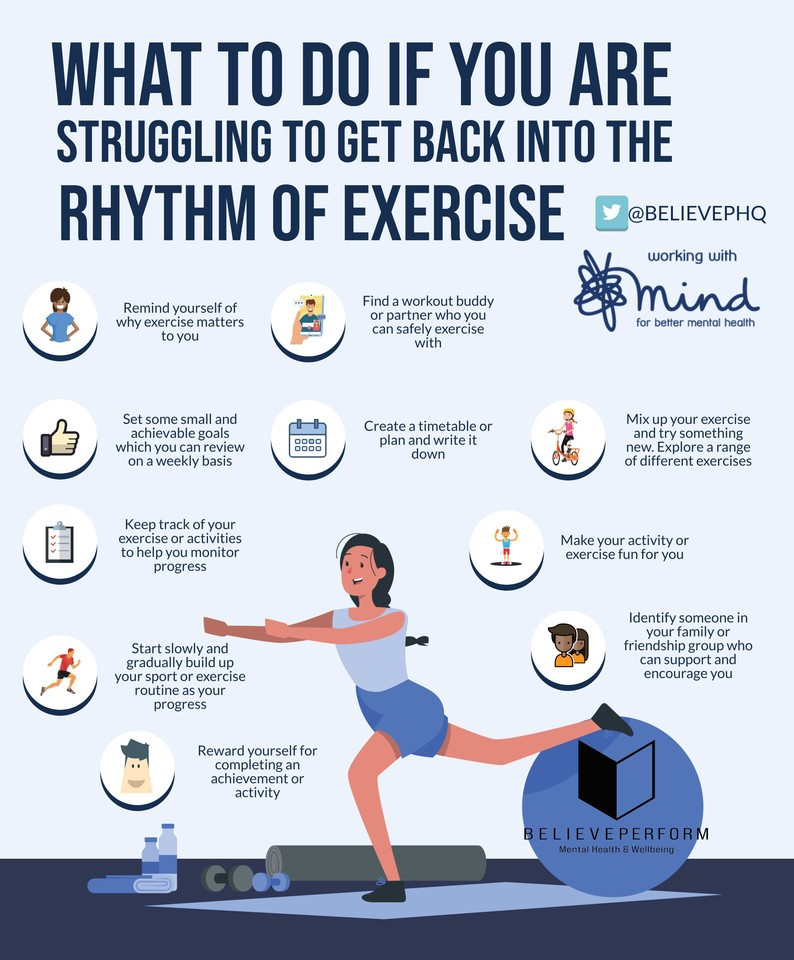 WHAT TO DO IF YOU ARE
STRUGGLING TO GET BACK INTO THE
RHYTHM OF EXERCISE
@BELIEVEPHQ
working with
mind
for better mental health
Remind yourself of
why exercise matters
to you
Find a workout buddy
or partner who you
can safely exercise
with
Set some small and
achievable goals
which you can review
on a weekly basis
Create a timetable or
plan and write it
down
Mix up your exercise
and try something
new. Explore a range
of different exercises
Keep track of your
exercise or activities
to help you monitor
progress
Make your activity or
exercise fun for you
Start slowly and
gradually build up
your sport or exercise
routine as your
progress
Identify someone in
your family or
friendship group who
can support and
encourage you
Reward yourself for
completing an
achievement or
activity
BELIEVEPERFORM
Mental Health & Wellbeing